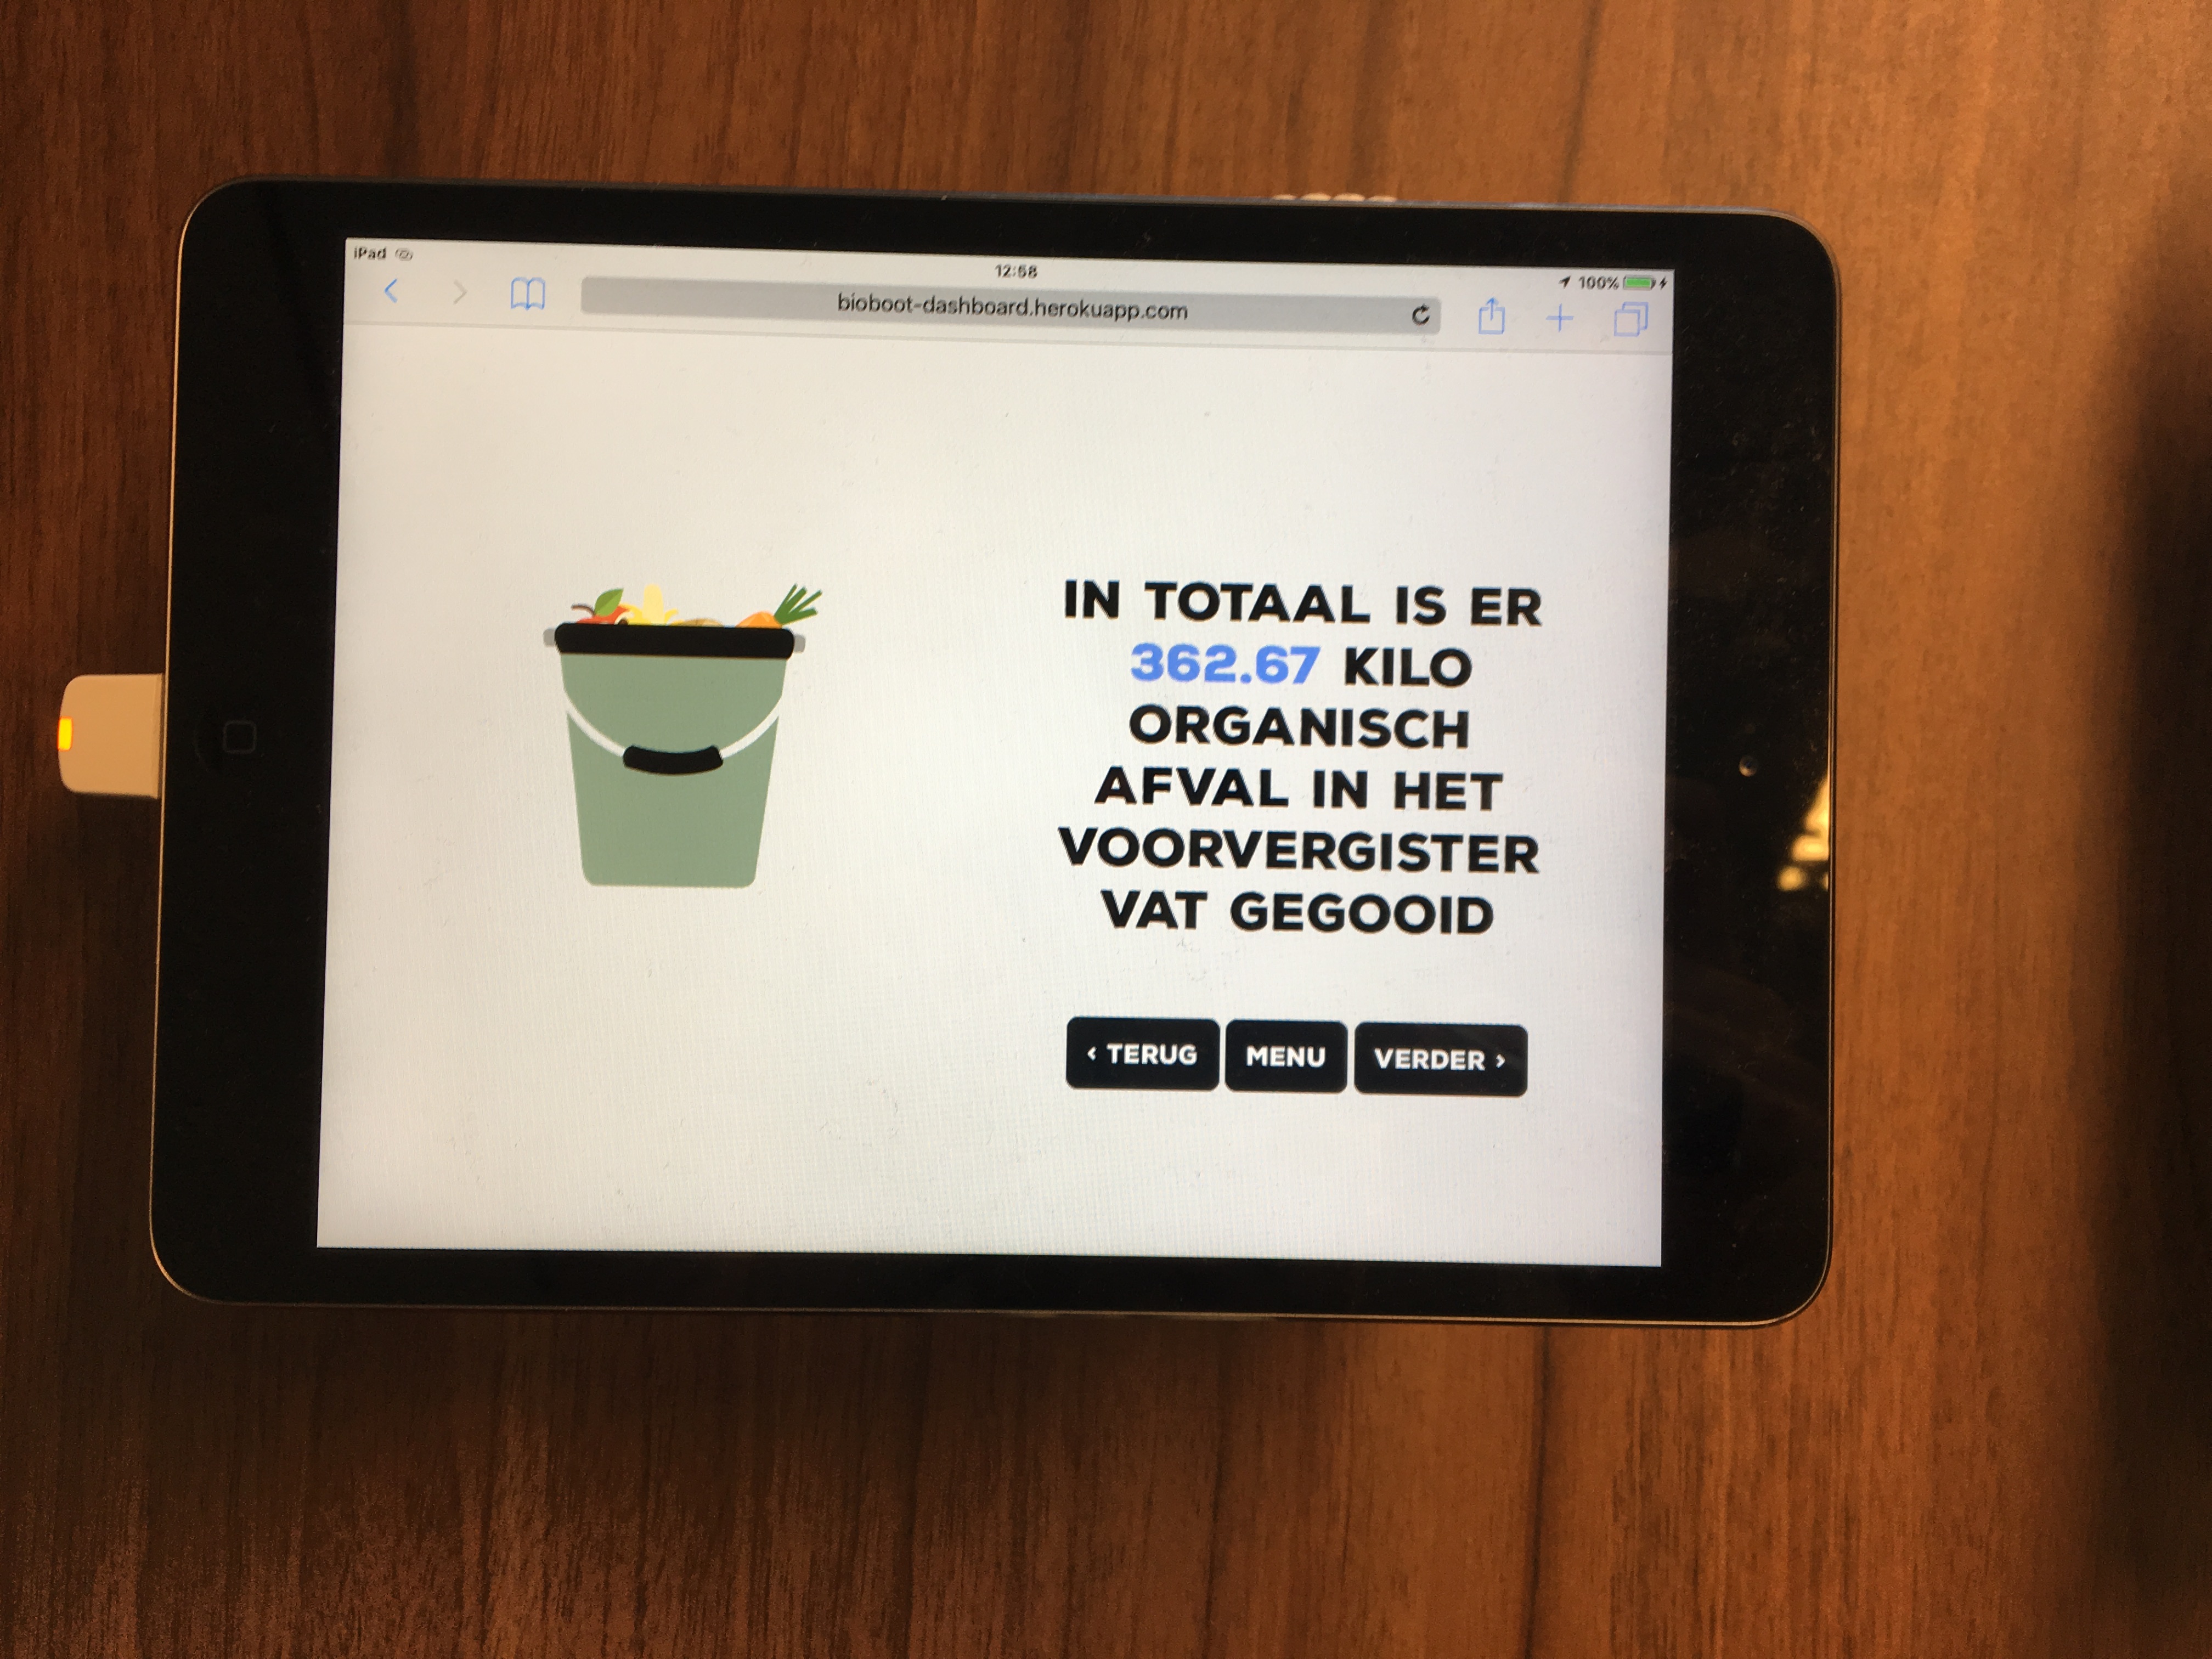 iPad
12:58
100%
bioboot-dashboard.herokuapp.com
IN TOTAAL IS ER
362.67 KILO
ORGANISCH
AFVAL IN HET
VOORVERGISTER
VAT GEGOOID
‹ TERUG
MENU
VERDER ›